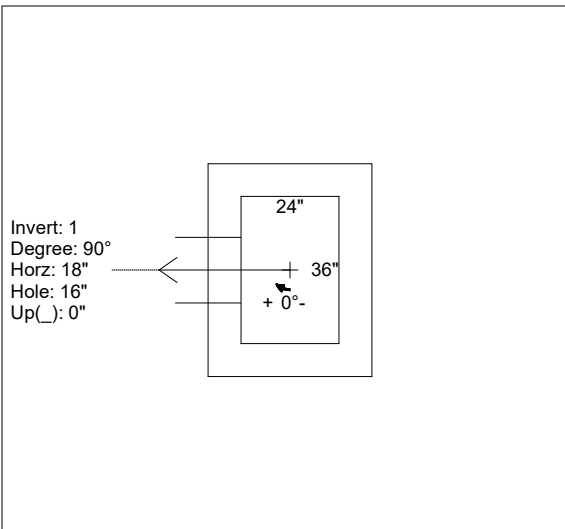 24"
Invert: 1
Degree: 90°
Horz: 18"
36"
Hole: 16"
+ 0°-
Up(_): 0"